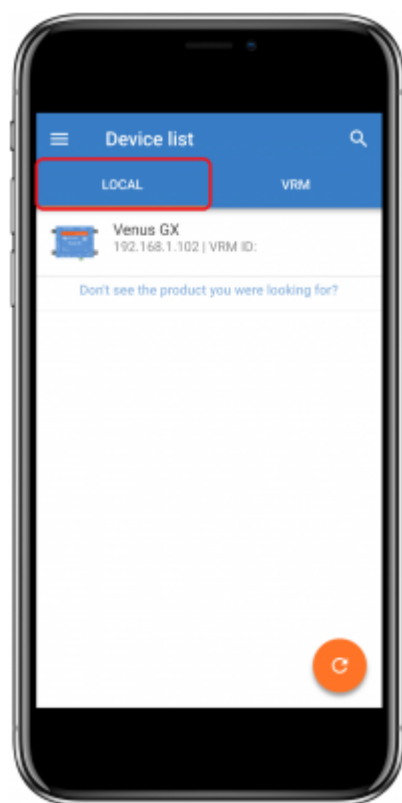 Device list
LOCAL
VRM
Venus GX
192.168.1.102 | VRM ID:
Don't see the product you were looking for?